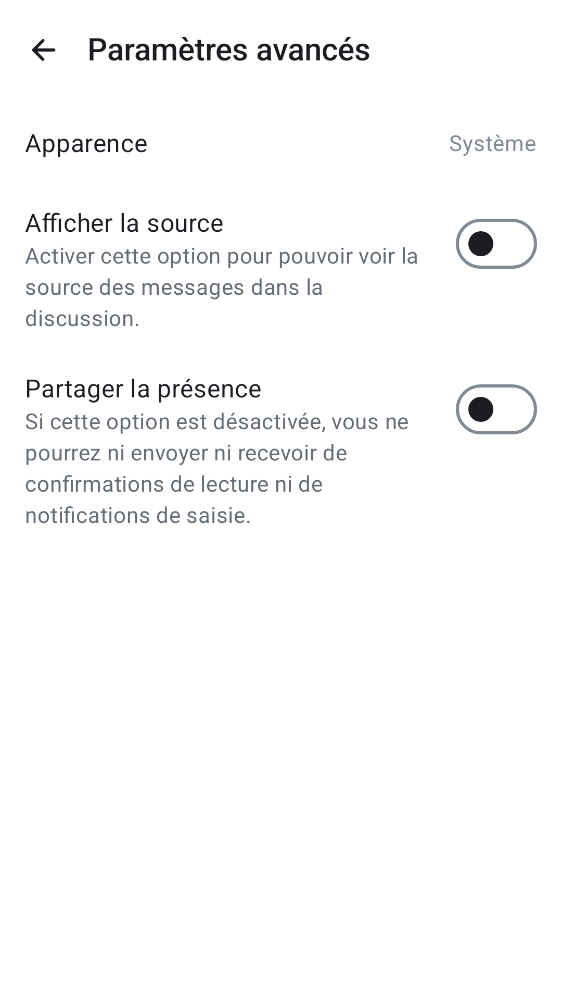 Paramètres avancés
Apparence
Système
Afficher la source
Activer cette option pour pouvoir voir la
source des messages dans la
discussion.
Partager la présence
Si cette option est désactivée, vous ne
pourrez ni envoyer ni recevoir de
confirmations de lecture ni de
notifications de saisie.